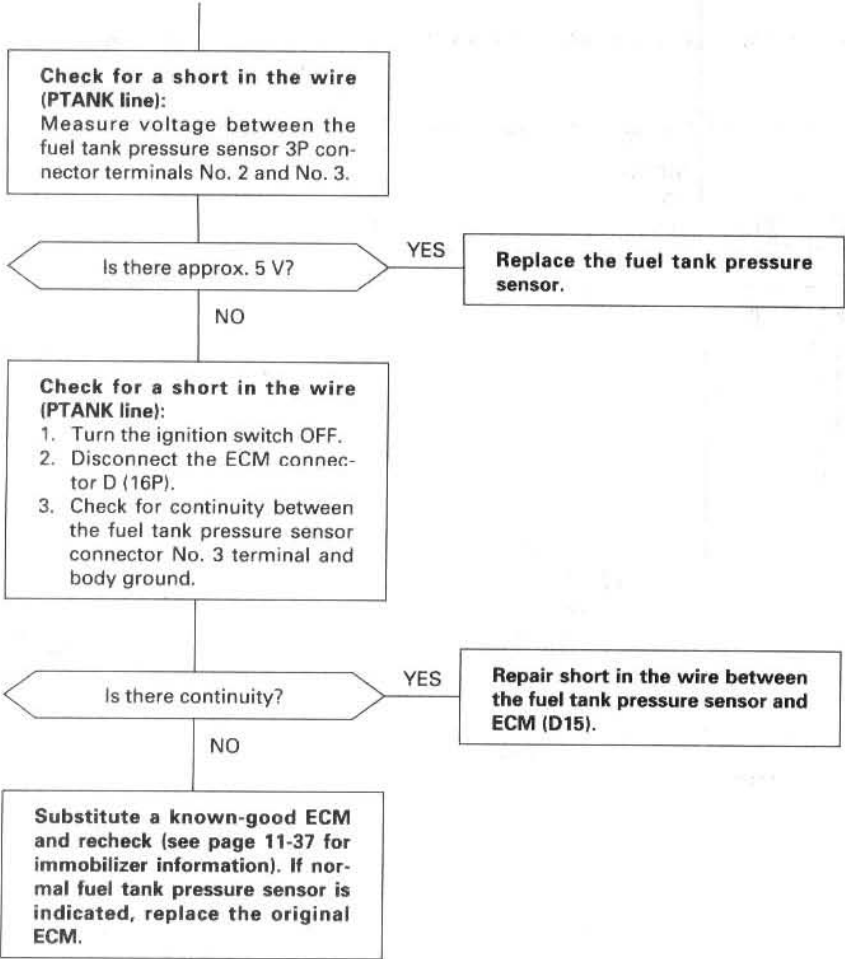 Check for a short in the wire
(PTANK line):
Measure voltage between the
fuel tank pressure sensor 3P con-
nector terminals No. 2 and No. 3.
Is there approx. 5 V?
YES
Replace the fuel tank pressure
sensor.
NO
Check for a short in the wire
(PTANK line):
1. Turn the ignition switch OFF.
2. Disconnect the ECM connec-
tor D (16P).
3. Check for continuity between
the fuel tank pressure sensor
connector No. 3 terminal and
body ground.
Is there continuity?
YES
Repair short in the wire between
the fuel tank pressure sensor and
ECM (D15).
NO
Substitute a known-good ECM
and recheck (see page 11-37 for
immobilizer information). If nor-
mal fuel tank pressure sensor is
indicated, replace the original
ECM.